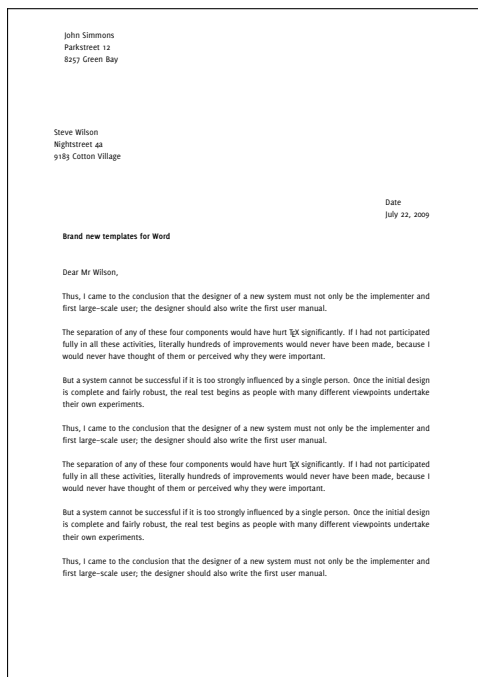 John Simmons
Parkstreet 12
8257 Green Bay
Steve Wilson
Nightstreet 4a
9183 Cotton Village
Date
July 22, 2009
Brand new templates for Word
Dear Mr Wilson,
Thus, I came to the conclusion that the designer of a new system must not only be the implementer and
first large-scale user; the designer should also write the first user manual.
The separation of any of these four components would have hurt TEX significantly. If I had not participated
fully in all these activities, literally hundreds of improvements would never have been made, because I
would never have thought of them or perceived why they were important.
But a system cannot be successful if it is too strongly influenced by a single person. Once the initial design
is complete and fairly robust, the real test begins as people with many different viewpoints undertake
their own experiments.
Thus, I came to the conclusion that the designer of a new system must not only be the implementer and
first large-scale user; the designer should also write the first user manual.
The separation of any of these four components would have hurt TEX significantly. If I had not participated
fully in all these activities, literally hundreds of improvements would never have been made, because I
would never have thought of them or perceived why they were important.
But a system cannot be successful if it is too strongly influenced by a single person. Once the initial design
is complete and fairly robust, the real test begins as people with many different viewpoints undertake
their own experiments.
Thus, I came to the conclusion that the designer of a new system must not only be the implementer and
first large-scale user; the designer should also write the first user manual.